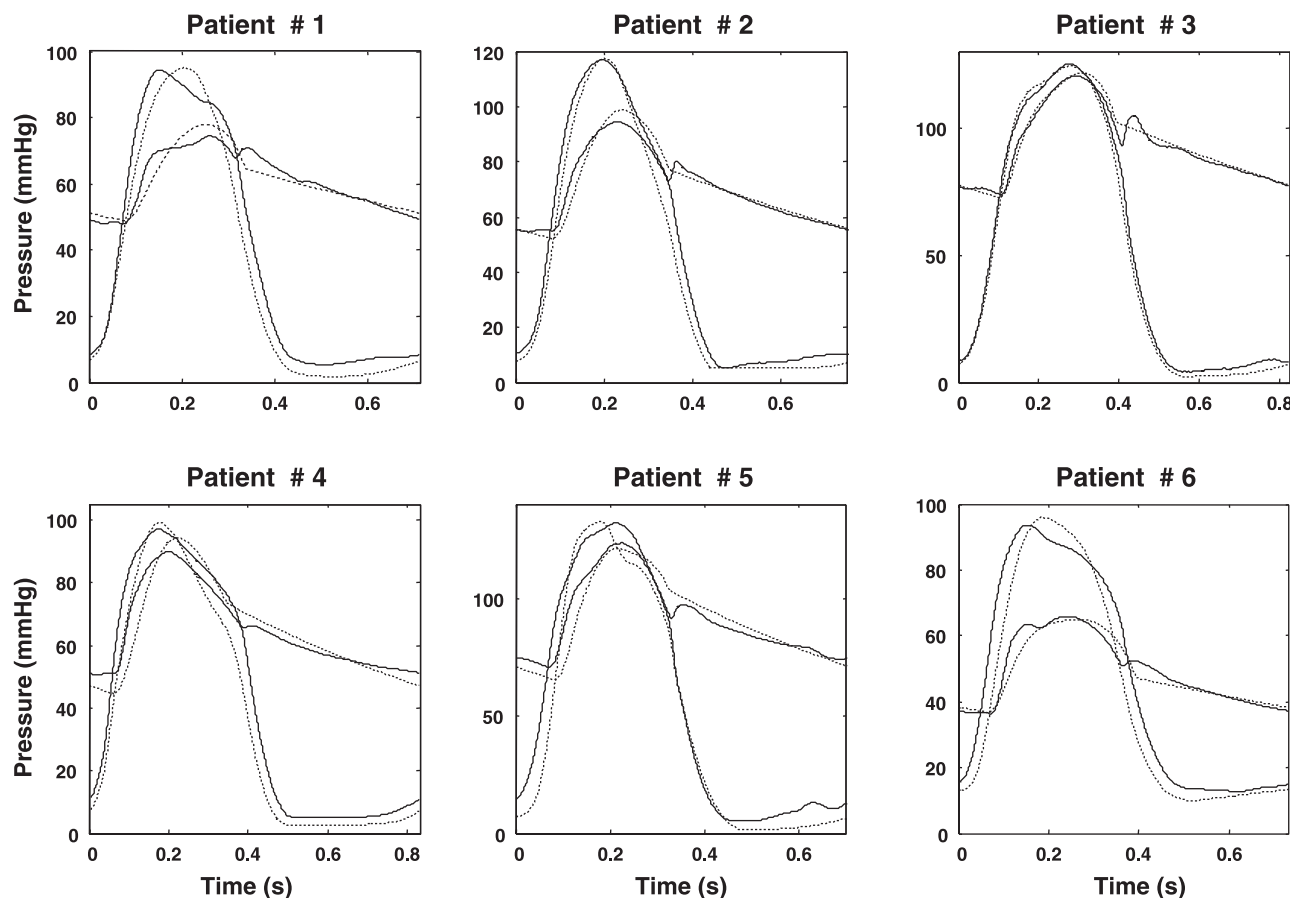 Patient # 1
Patient # 2
Patient # 3
Pressure (mmHg)
100
80
60
40
20
0
0 0.2 0.4 0.6
120
100
80
60
40
20
0
0 0.2 0.4 0.6
100
50
0
0 0.2 0.4 0.6 0.8
Patient # 4
Patient # 5
Patient # 6
Pressure (mmHg)
100
80
60
40
20
0
0 0.2 0.4 0.6 0.8
Time (s)
100
50
0
0 0.2 0.4 0.6
Time (s)
100
80
60
40
20
0
0 0.2 0.4 0.6
Time (s)